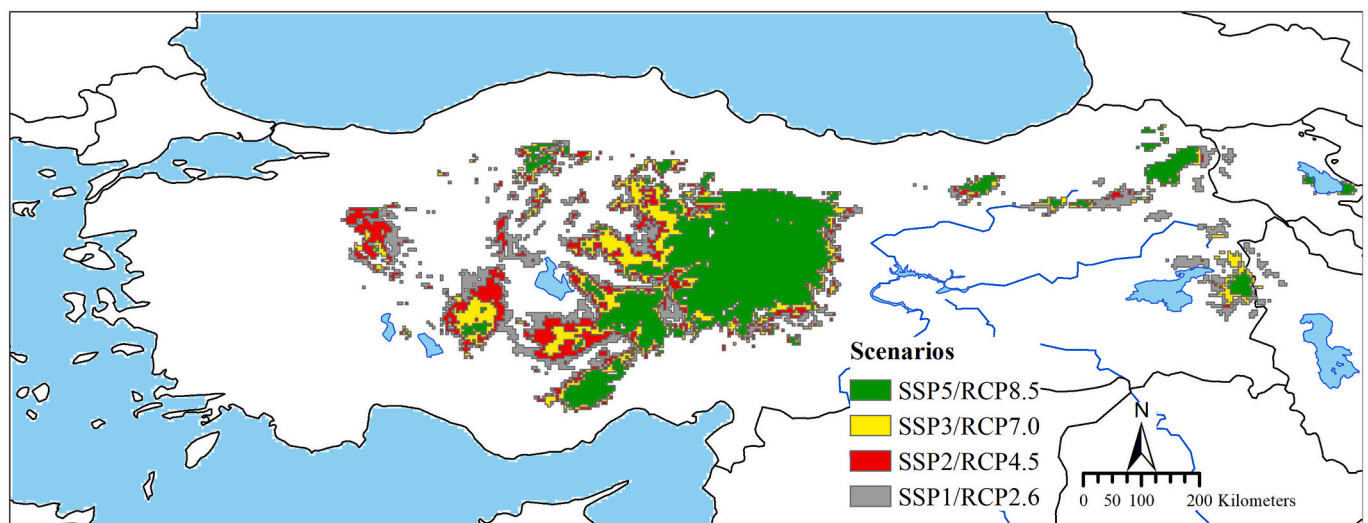 Scenarios
SSP5/RCP8.5
SSP3/RCP7.0
SSP2/RCP4.5
SSP1/RCP2.6
N
0 50 100 200 Kilometers